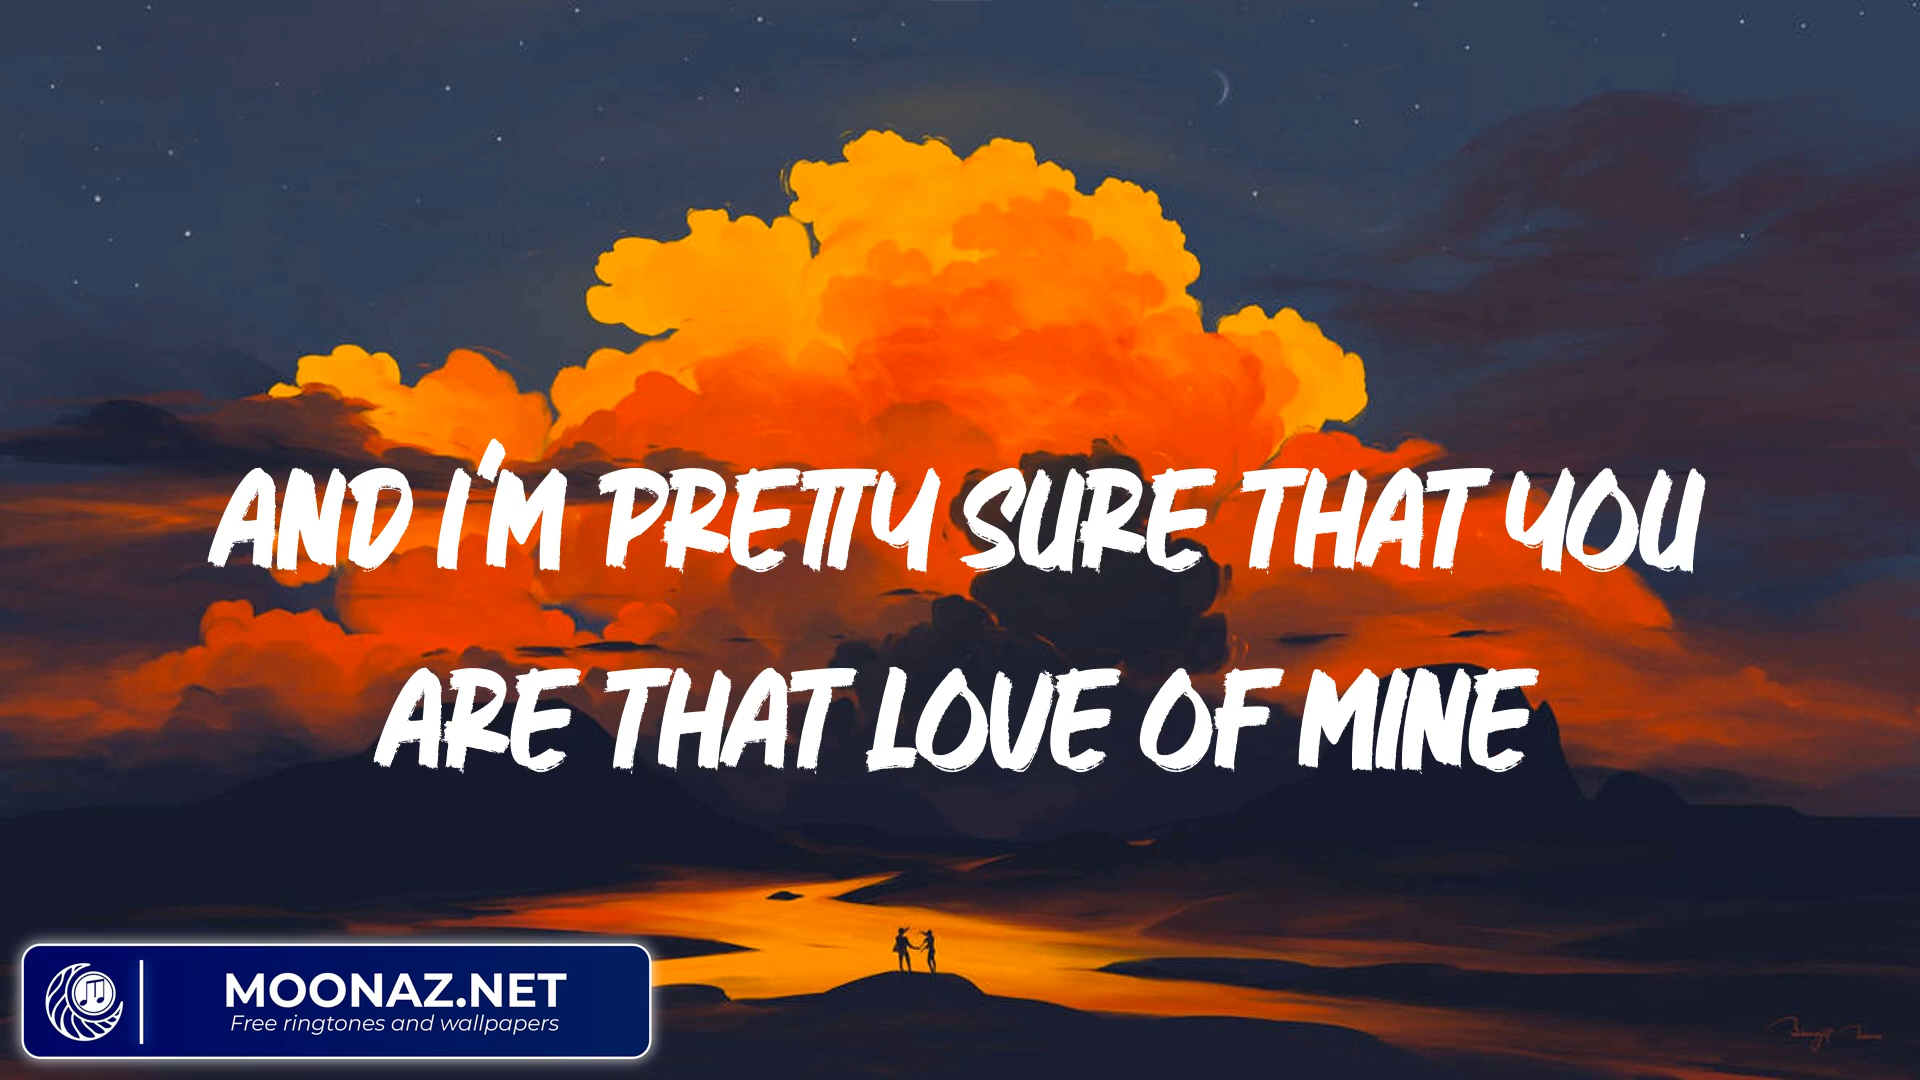 AND I'M PRETTY SURE THAT YOU
ARE THAT LOVE OF MINE
MOONAZ.NET
Free ringtones and wallpapers